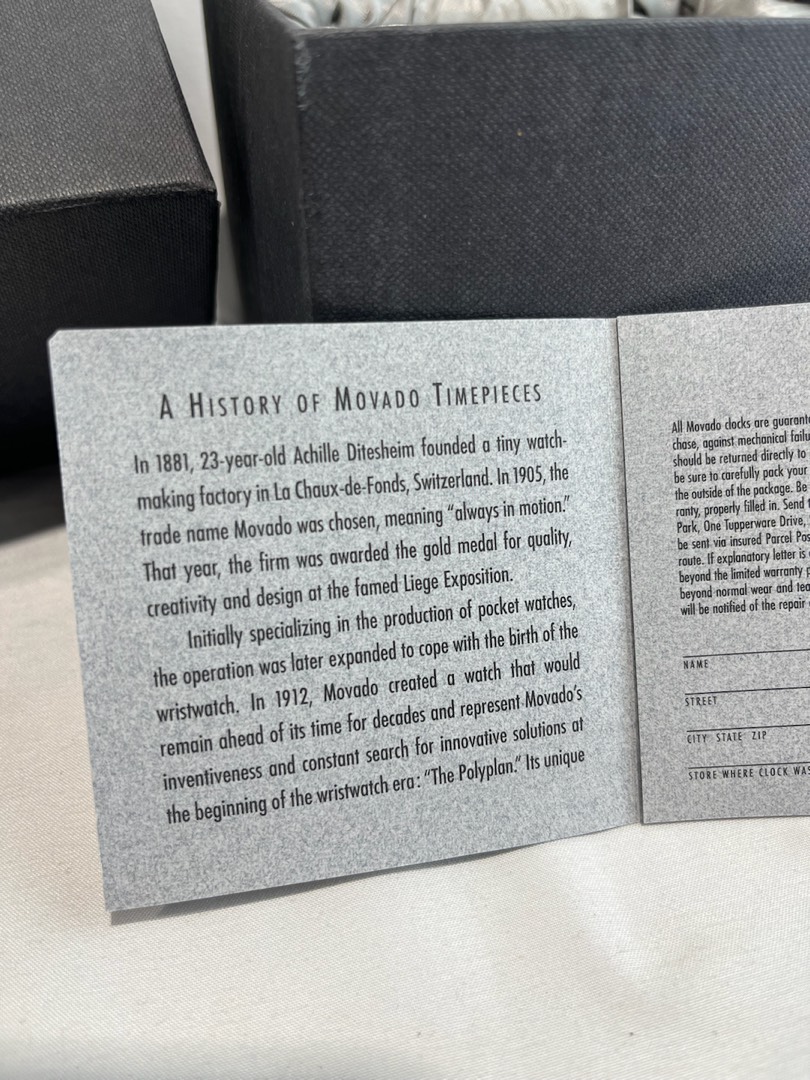 A HISTORY OF MOVADO TIMEPIECES
In 1881, 23-year-old Achille Ditesheim founded a tiny watch-
making factory in La Chaux-de-Fonds, Switzerland. In 1905, the
trade name Movado was chosen, meaning "always in motion."
That year, the firm was awarded the gold medal for quality,
creativity and design at the famed Liege Exposition.
Initially specializing in the production of pocket watches,
the operation was later expanded to cope with the birth of the
wristwatch. In 1912, Movado created a watch that would
remain ahead of its time for decades and represent Movado's
inventiveness and constant search for innovative solutions at
the beginning of the wristwatch era: "The Polyplan." Its unique
All Movado clocks are guarante
chase, against mechanical failu
should be returned directly to
be sure to carefully pack your
the outside of the package. Be
ranty, properly filled in. Send
Park, One Tupperware Drive,
be sent via insured Parcel Pos
route. If explanatory letter is
beyond the limited warranty p
beyond normal wear and tea
will be notified of the repair
NAME
STREET
CITY STATE ZIP
STORE WHERE CLOCK WAS